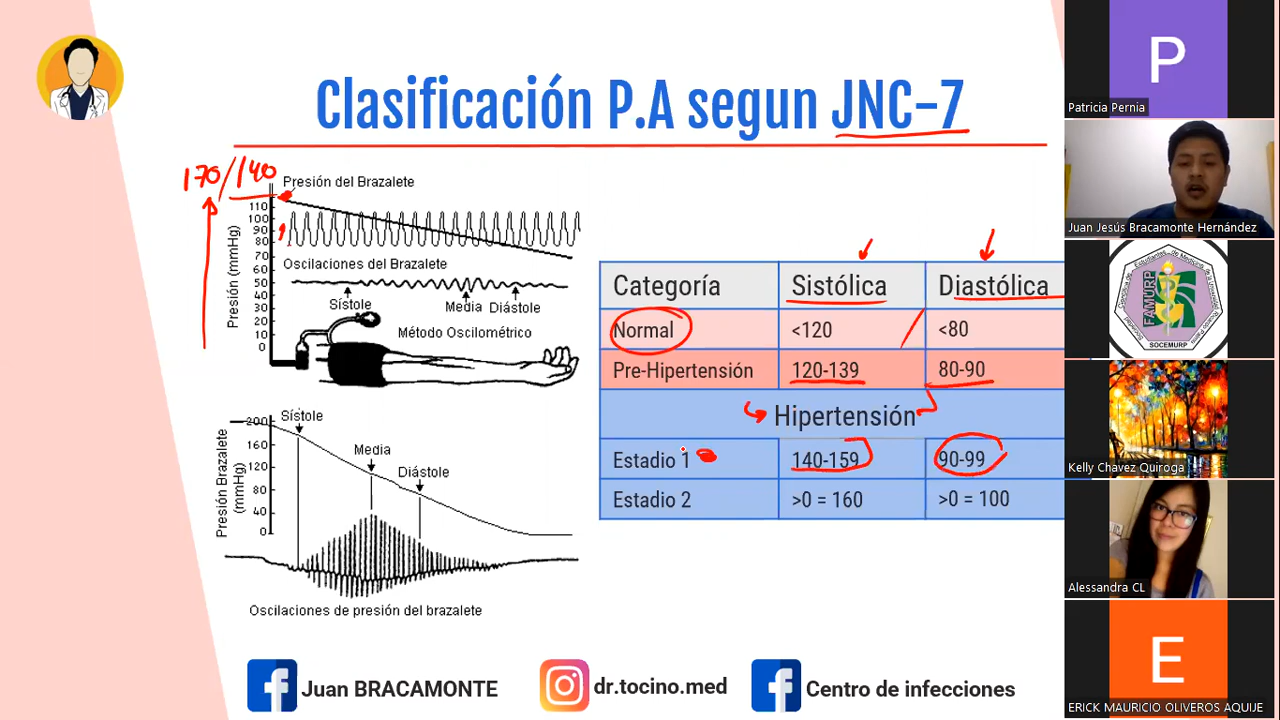 Clasificación P.A segun JNC-7
170/140
Presión del Brazalete
110
100
90
80
70
60
50
40
30
20
10
0
Presión (mmHg)
Oscilaciones del Brazalete
Sístole
Media
Diástole
Método Oscilométrico
Sístole
Media
Diástole
200
160
120
80
40
0
Presión Brazalete
(mmHg)
Oscilaciones de presión del brazalete
Categoría Sistólica Diastólica
Normal <120 <80
Pre-Hipertensión 120-139 80-90
Hipertensión
Estadio 1 140-159 90-99
Estadio 2 >0 = 160 >0 = 100
Juan BRACAMONTE
dr.tocino.med
Centro de infecciones
P
Patricia Pernia
Juan Jesús Bracamonte Hernández
FAMURP
SOCEMURP
Kelly Chavez Quiroga
Alessandra CL
E
ERICK MAURICIO OLIVEROS AQUIJE